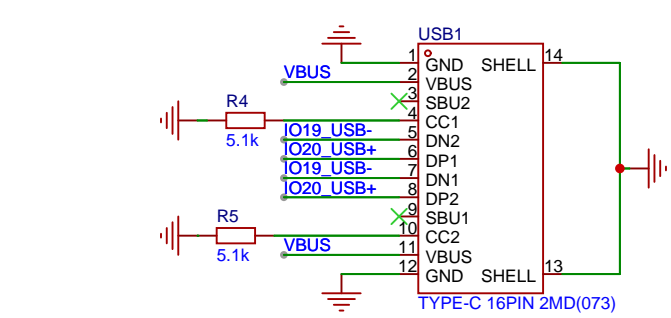 USB1
1
GND
SHELL
14
VBUS
2
VBUS
3
SBU2
R4
5.1k
4
CC1
IO19_USB-
5
DN2
IO20_USB+
6
DP1
IO19_USB-
7
DN1
IO20_USB+
8
DP2
9
SBU1
R5
5.1k
10
CC2
VBUS
11
VBUS
12
GND
SHELL
13
TYPE-C 16PIN 2MD(073)